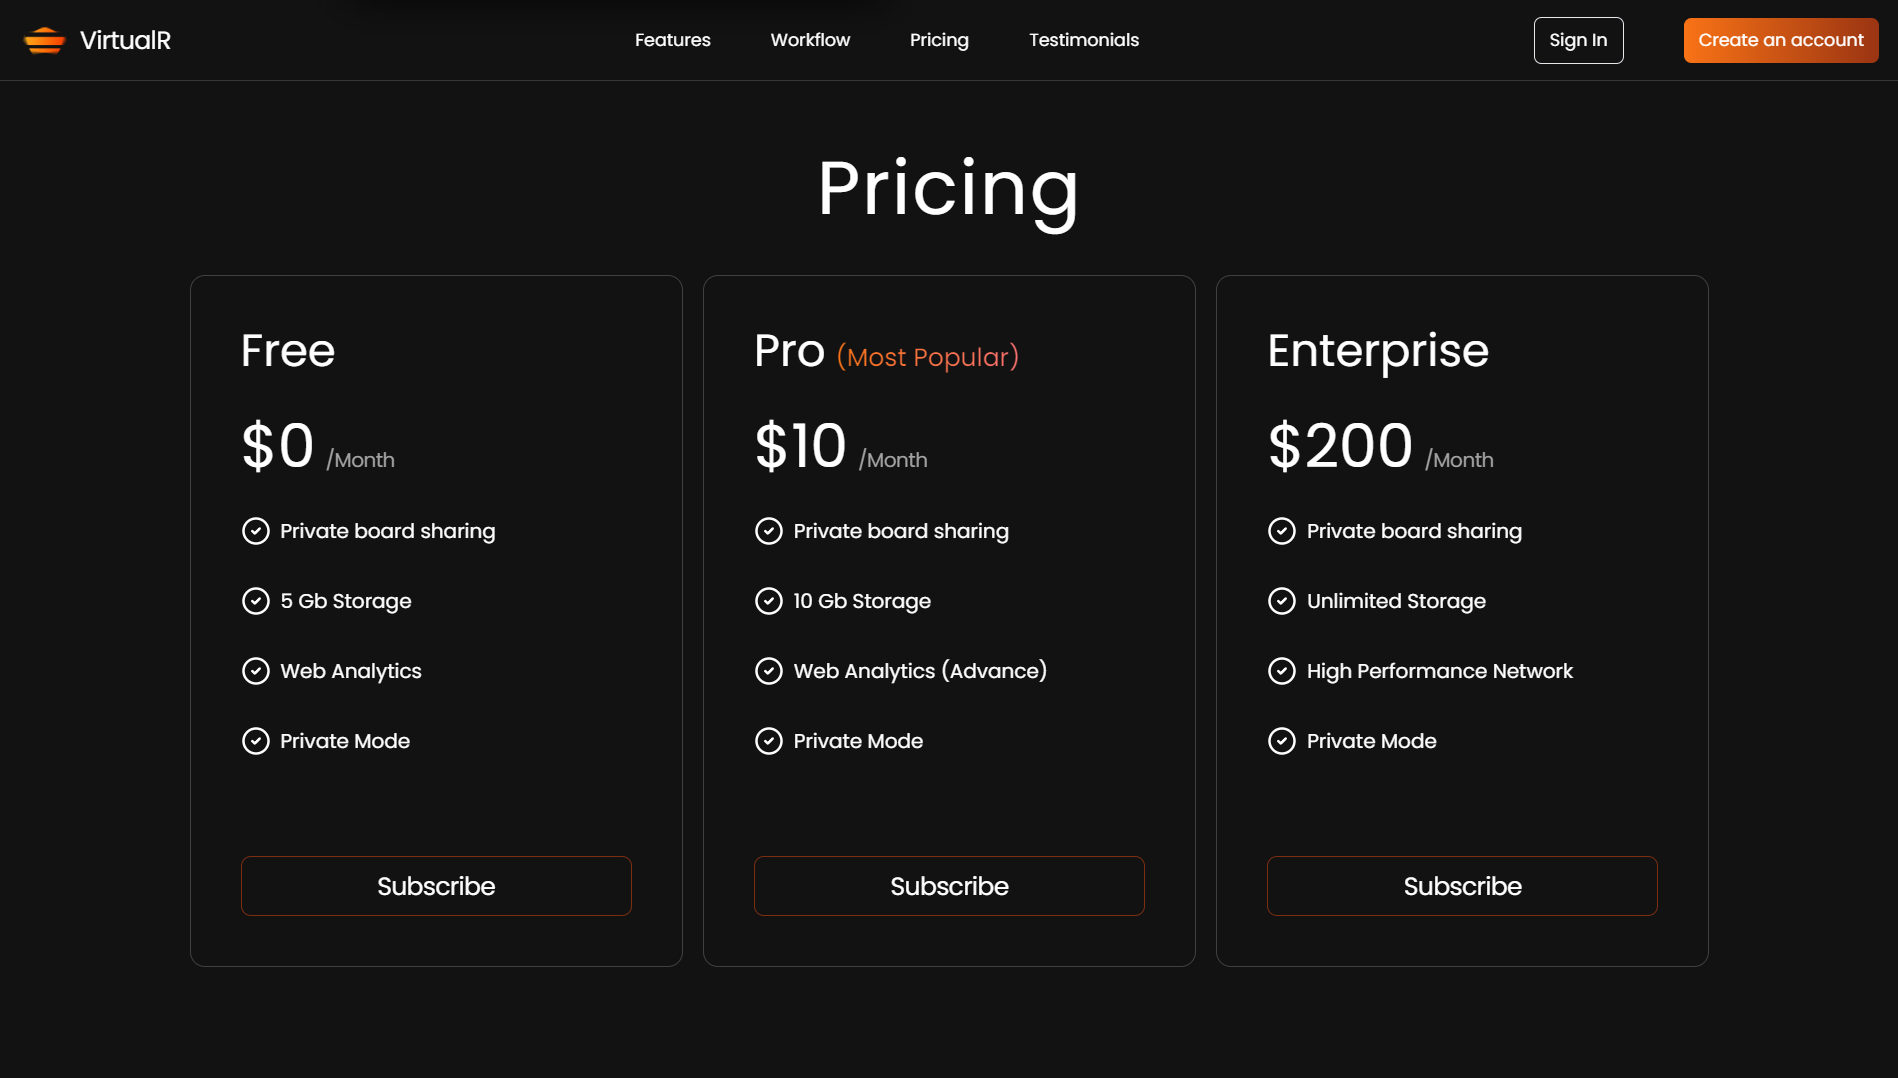 VirtualR
Features
Workflow
Pricing
Testimonials
Sign In
Create an account
Pricing
Free
$0 /Month
Private board sharing
5 Gb Storage
Web Analytics
Private Mode
Subscribe
Pro (Most Popular)
$10 /Month
Private board sharing
10 Gb Storage
Web Analytics (Advance)
Private Mode
Subscribe
Enterprise
$200 /Month
Private board sharing
Unlimited Storage
High Performance Network
Private Mode
Subscribe